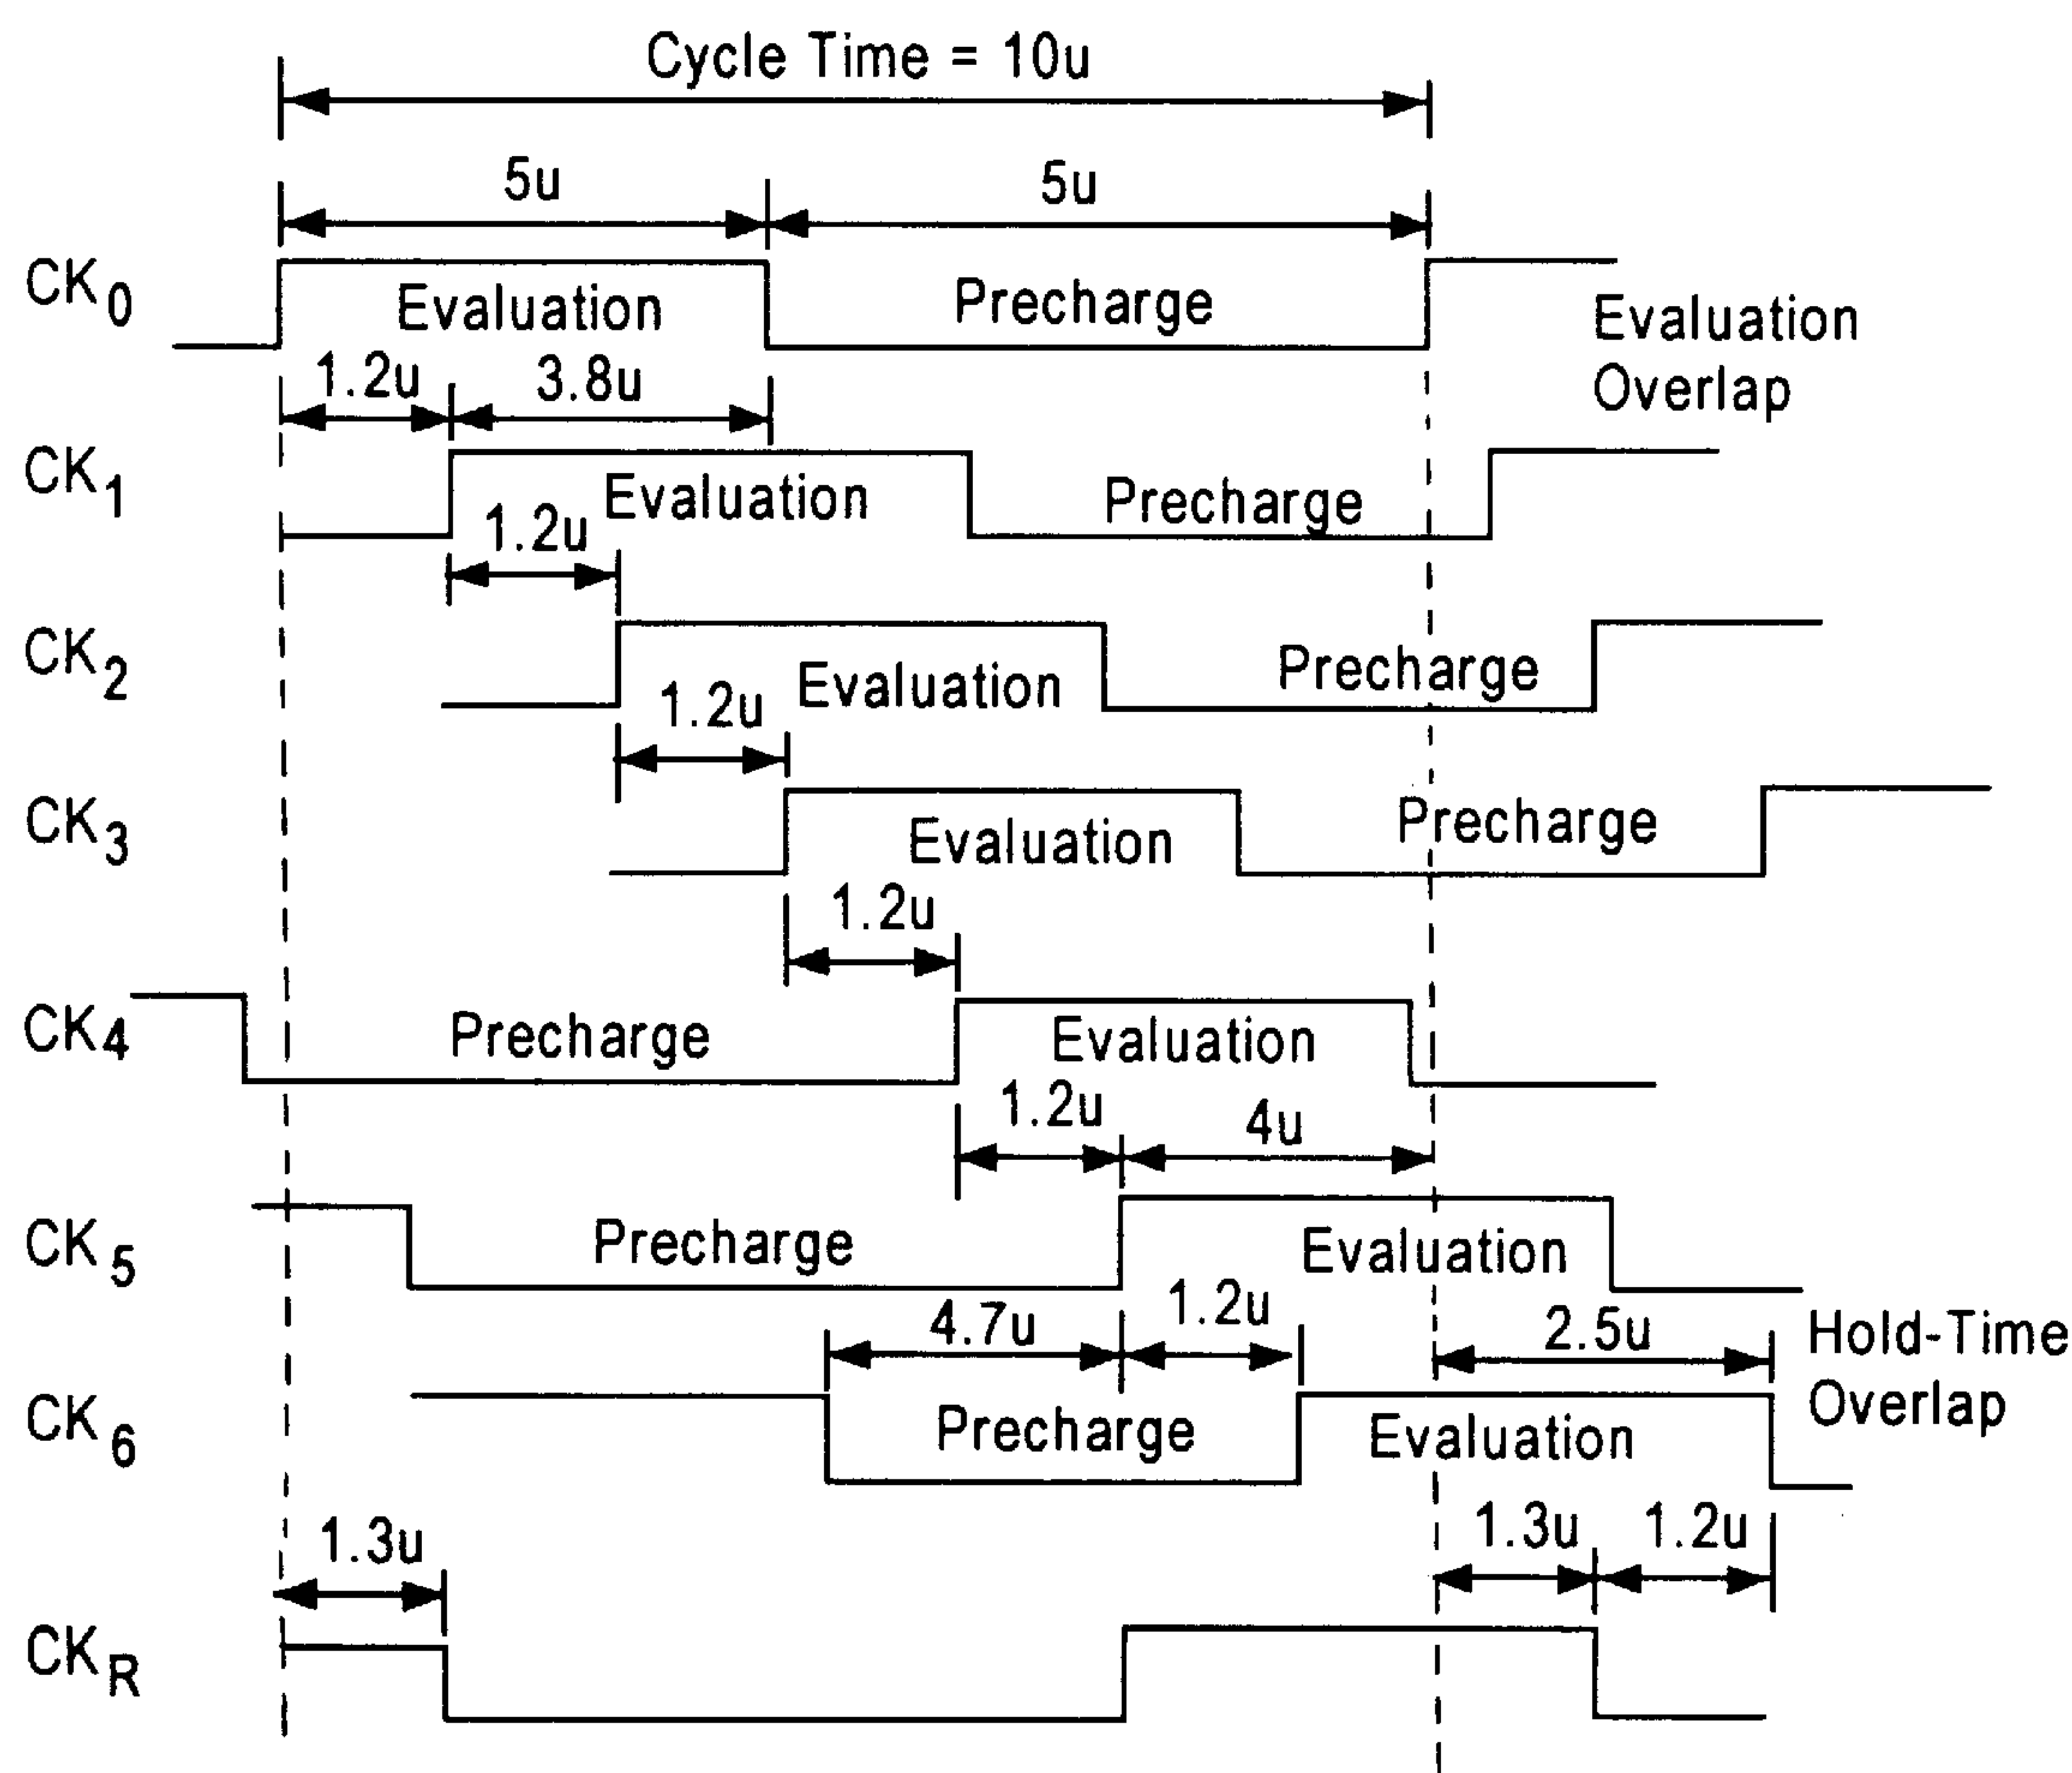 Cycle Time = 10u
5u 5u
CK0
Evaluation Precharge
Evaluation
Overlap
1.2u 3.8u
CK1
Evaluation Precharge
1.2u
CK2
Evaluation Precharge
1.2u
CK3
Evaluation Precharge
1.2u
CK4
Precharge Evaluation
1.2u 4u
CK5
Precharge Evaluation
4.7u 1.2u 2.5u
Hold-Time
Overlap
CK6
Precharge Evaluation
1.3u 1.3u 1.2u
CKR